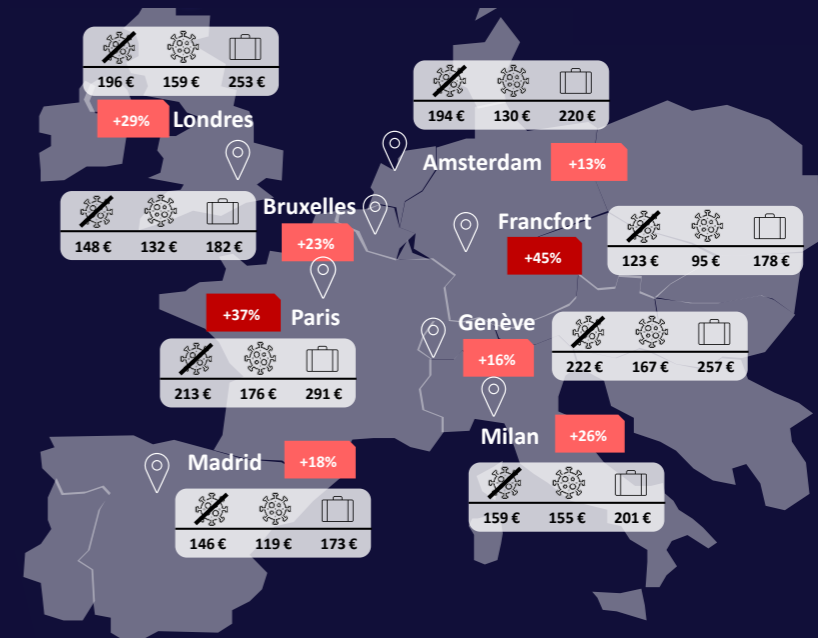 196 € 159 € 253 €
+29% Londres
194 € 130 € 220 €
Amsterdam +13%
Bruxelles
148 € 132 € 182 €
+23%
Francfort
+45%
123 € 95 € 178 €
+37% Paris
213 € 176 € 291 €
Genève
+16%
222 € 167 € 257 €
Milan +26%
159 € 155 € 201 €
Madrid +18%
146 € 119 € 173 €